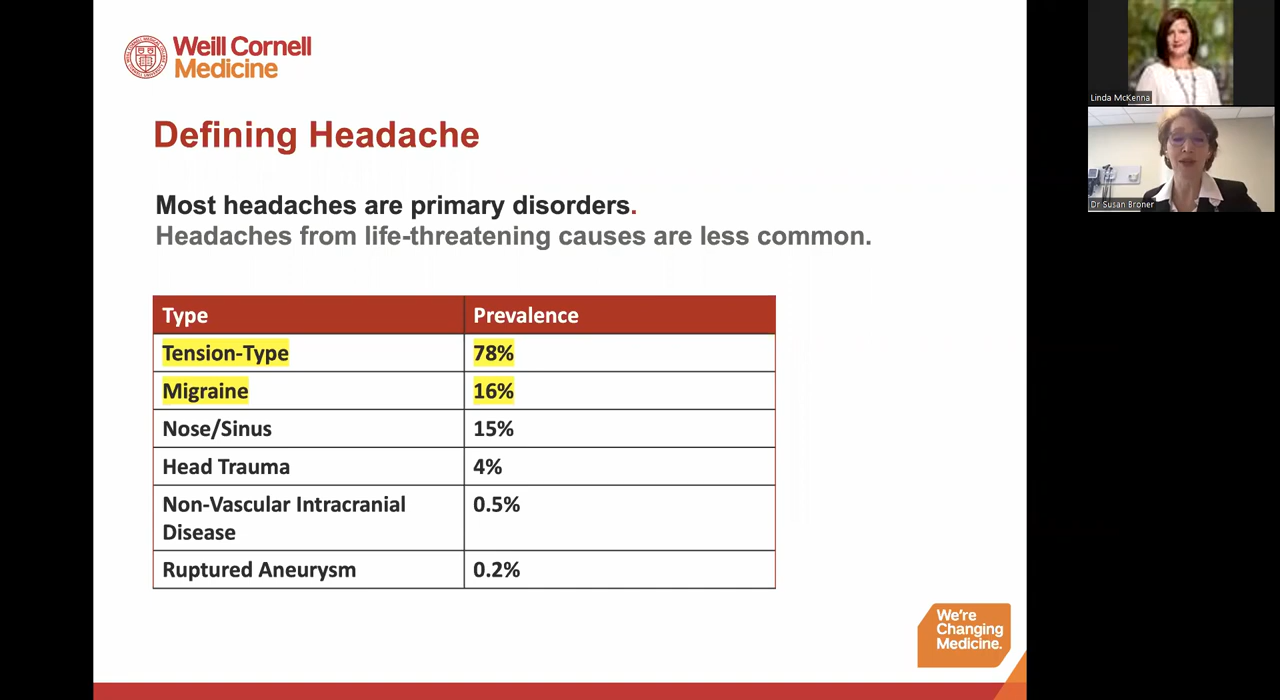 Weill Cornell
Medicine
Defining Headache
Most headaches are primary disorders.
Headaches from life-threatening causes are less common.
Type Prevalence
Tension-Type 78%
Migraine 16%
Nose/Sinus 15%
Head Trauma 4%
Non-Vascular Intracranial 0.5%
Disease
Ruptured Aneurysm 0.2%
We're
Changing
Medicine.
Linda McKenna
Dr Susan Broner